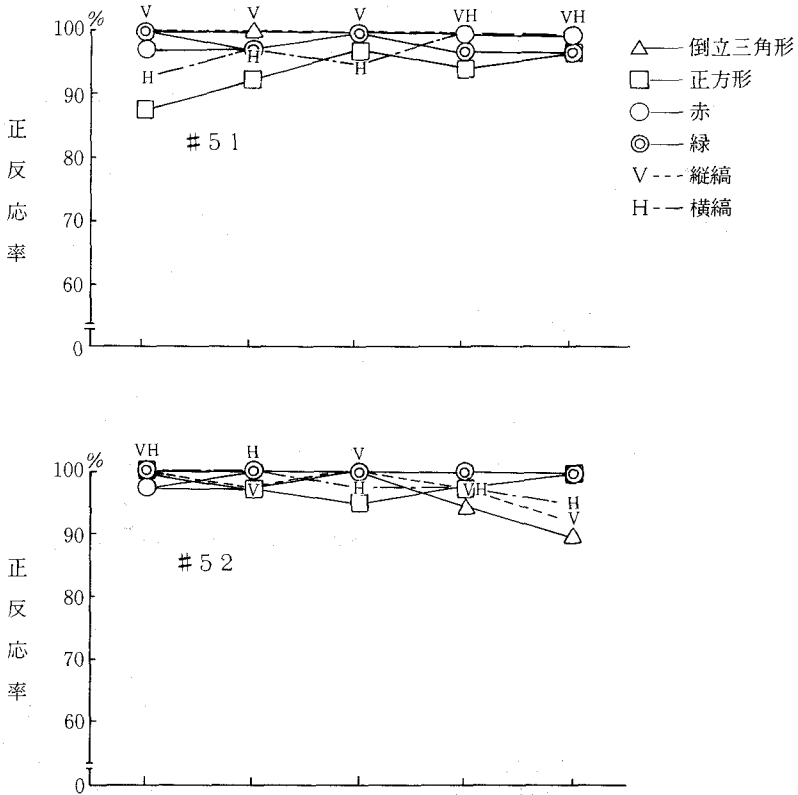 %
100
90
80
70
60
0
正反応率
#51
V V V VH VH
H H H
△— 倒立三角形
□— 正方形
○— 赤
◎— 緑
V--- 縦縞
H-·— 横縞
%
100
90
80
70
60
0
正反応率
#52
VH H V
V H VH H
V